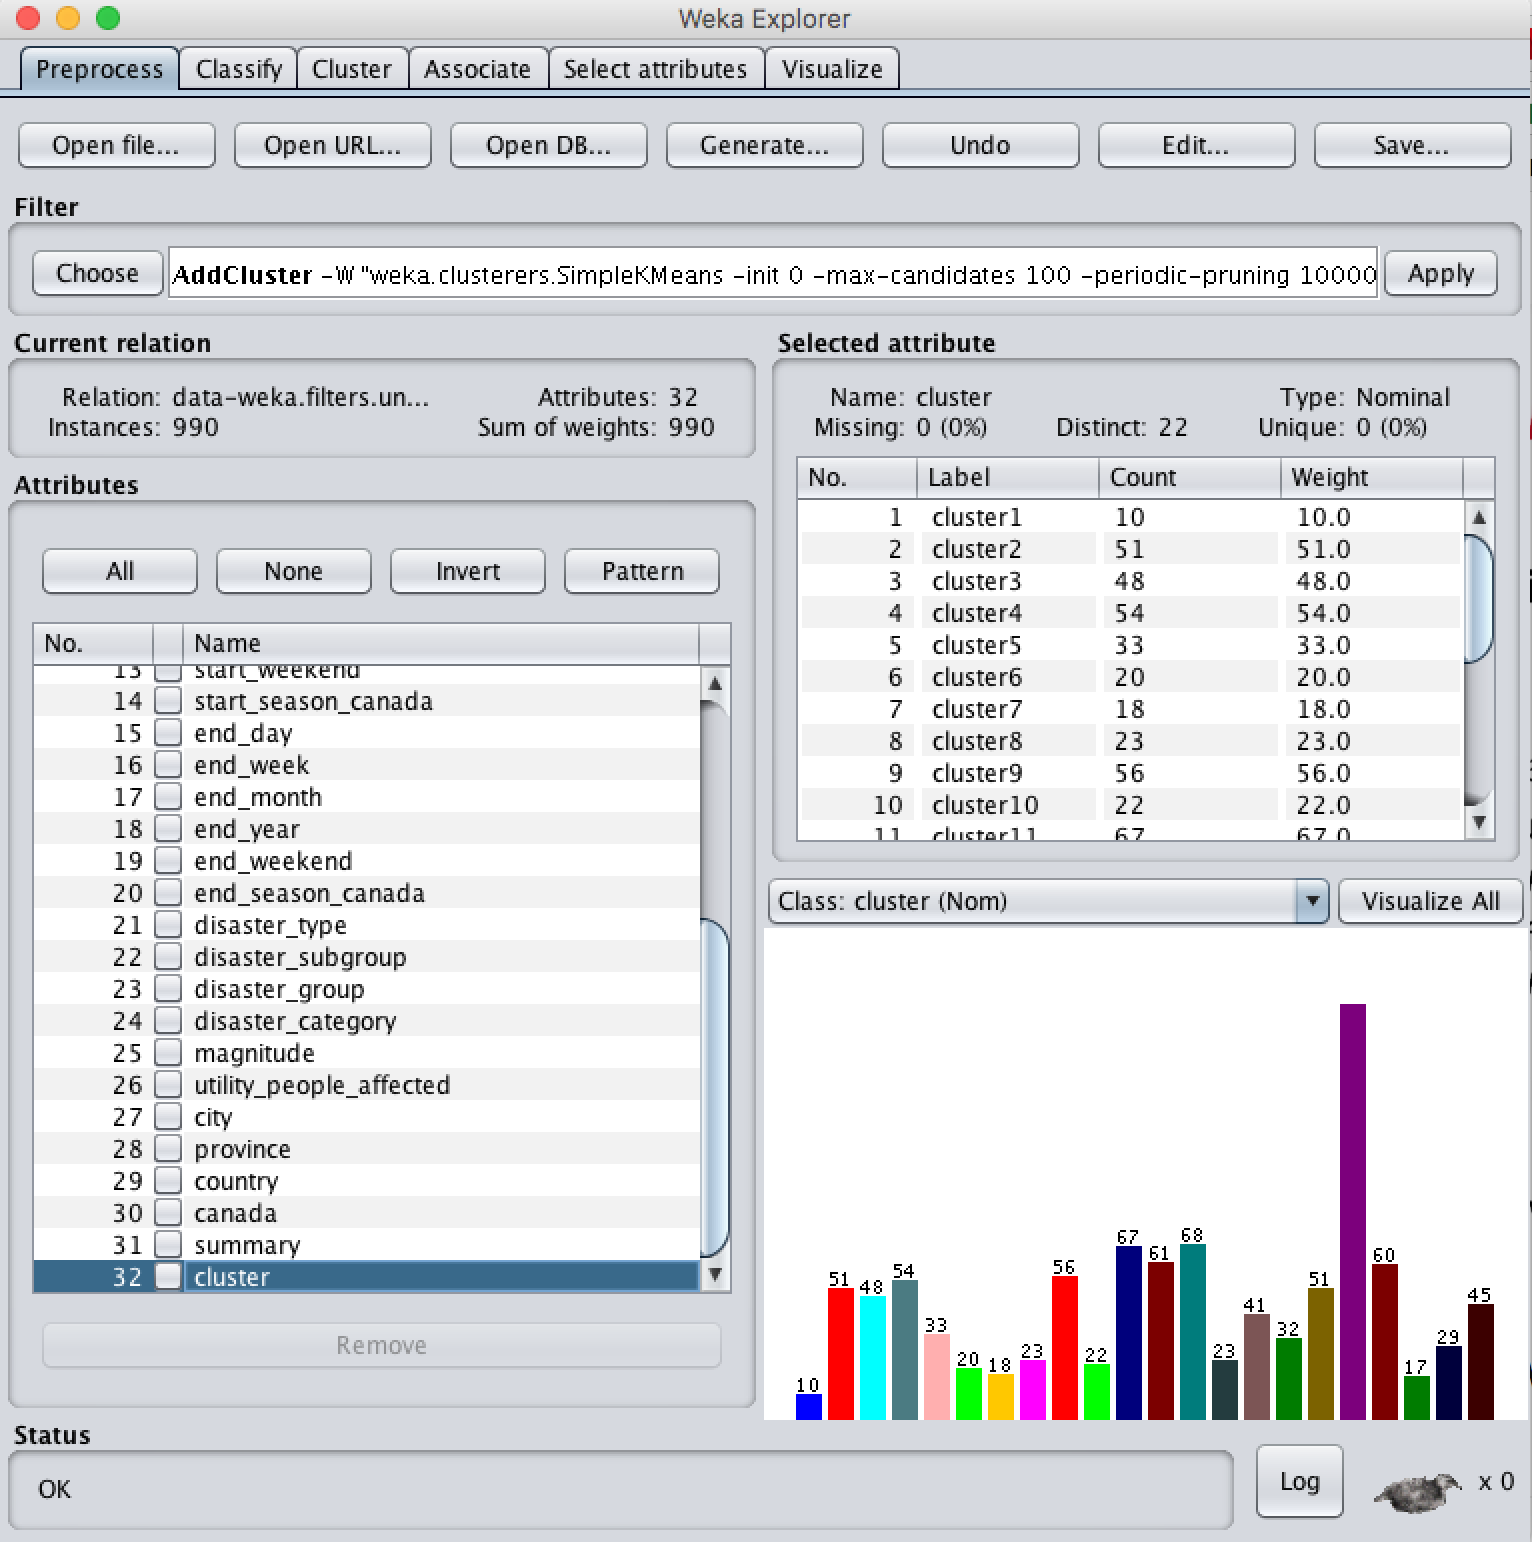 Weka Explorer
Preprocess Classify Cluster Associate Select attributes Visualize
Open file... Open URL... Open DB... Generate... Undo Edit... Save...
Filter
Choose AddCluster -W "weka.clusterers.SimpleKMeans -init 0 -max-candidates 100 -periodic-pruning 10000 Apply
Current relation
Relation: data-weka.filters.un... Attributes: 32
Instances: 990 Sum of weights: 990
Attributes
All None Invert Pattern
No. Name
13 start_weekend
14 start_season_canada
15 end_day
16 end_week
17 end_month
18 end_year
19 end_weekend
20 end_season_canada
21 disaster_type
22 disaster_subgroup
23 disaster_group
24 disaster_category
25 magnitude
26 utility_people_affected
27 city
28 province
29 country
30 canada
31 summary
32 cluster
Remove
Selected attribute
Name: cluster Type: Nominal
Missing: 0 (0%) Distinct: 22 Unique: 0 (0%)
No. Label Count Weight
1 cluster1 10 10.0
2 cluster2 51 51.0
3 cluster3 48 48.0
4 cluster4 54 54.0
5 cluster5 33 33.0
6 cluster6 20 20.0
7 cluster7 18 18.0
8 cluster8 23 23.0
9 cluster9 56 56.0
10 cluster10 22 22.0
11 cluster11 67 67.0
Class: cluster (Nom) Visualize All
10 51 48 54 33 20 18 23 56 22 67 61 68 23 41 32 51 60 17 29 45
Status
OK
Log x 0